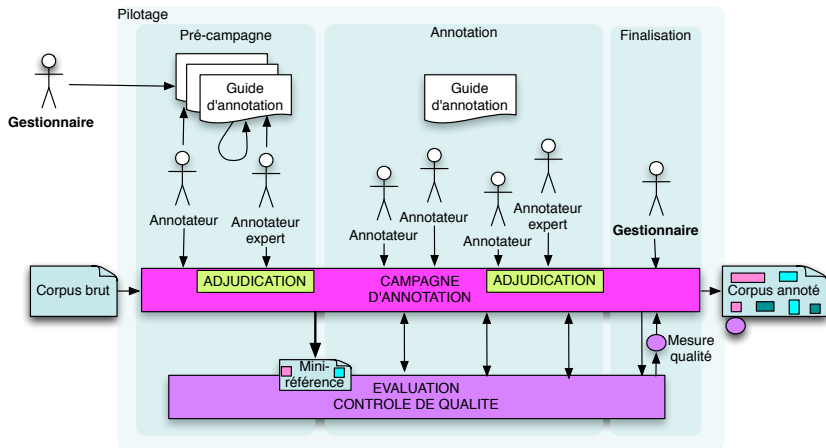 Pilotage
Pré-campagne
Annotation
Finalisation
Guide
d'annotation
Guide
d'annotation
Gestionnaire
Annotateur
Annotateur
expert
Annotateur
Annotateur
Annotateur
Annotateur
expert
Gestionnaire
Corpus brut
ADJUDICATION
CAMPAGNE
D'ANNOTATION
ADJUDICATION
Corpus annoté
Mini-
référence
Mesure
qualité
EVALUATION
CONTROLE DE QUALITE